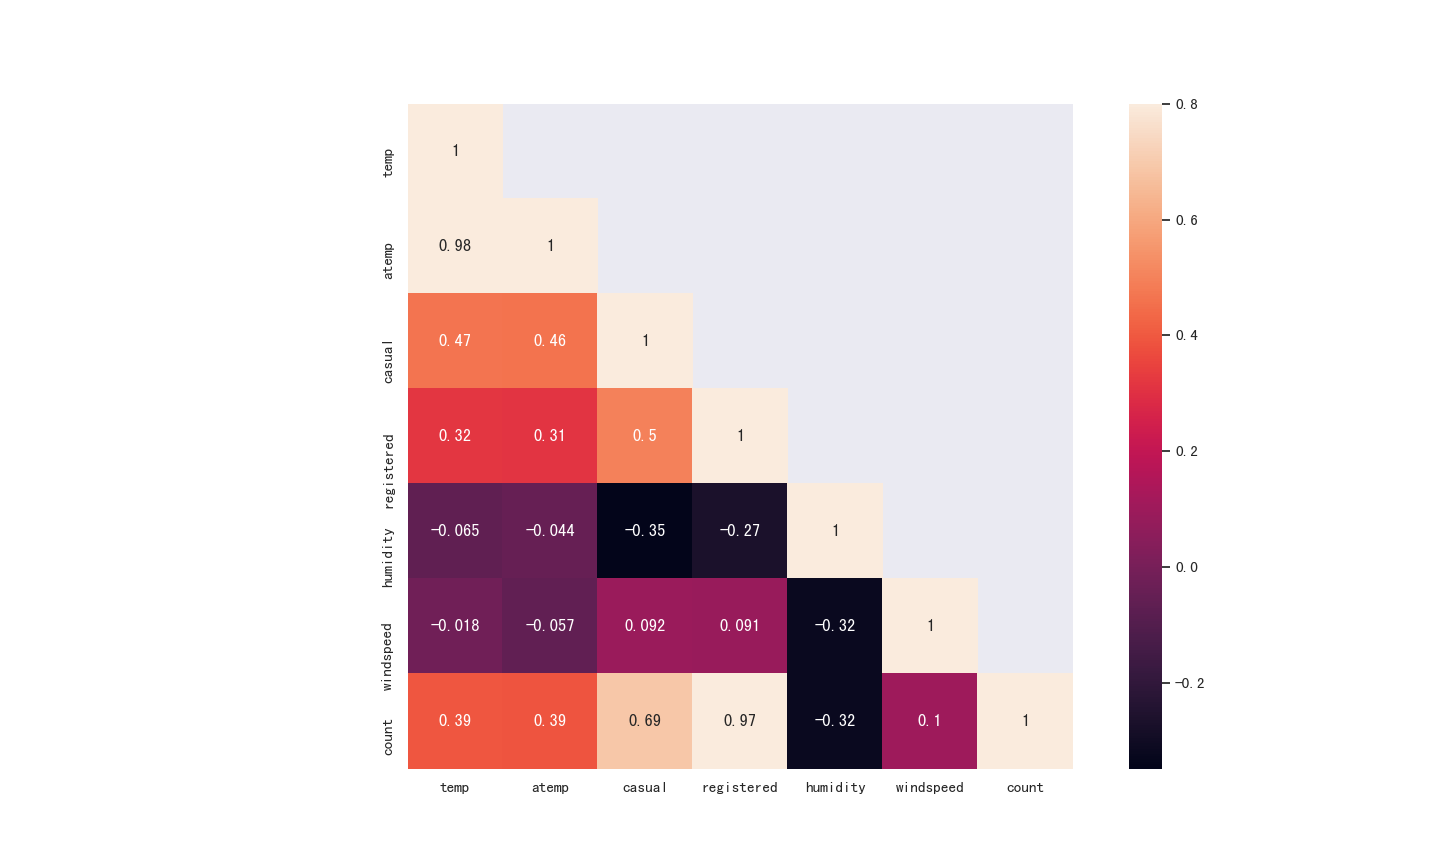 0.8
temp 1
0.6
atemp 0.98 1
casual 0.47 0.46 1
0.4
registered 0.32 0.31 0.5 1
0.2
humidity -0.065 -0.044 -0.35 -0.27 1
0.0
windspeed -0.018 -0.057 0.092 0.091 -0.32 1
-0.2
count 0.39 0.39 0.69 0.97 -0.32 0.1 1
temp atemp casual registered humidity windspeed count